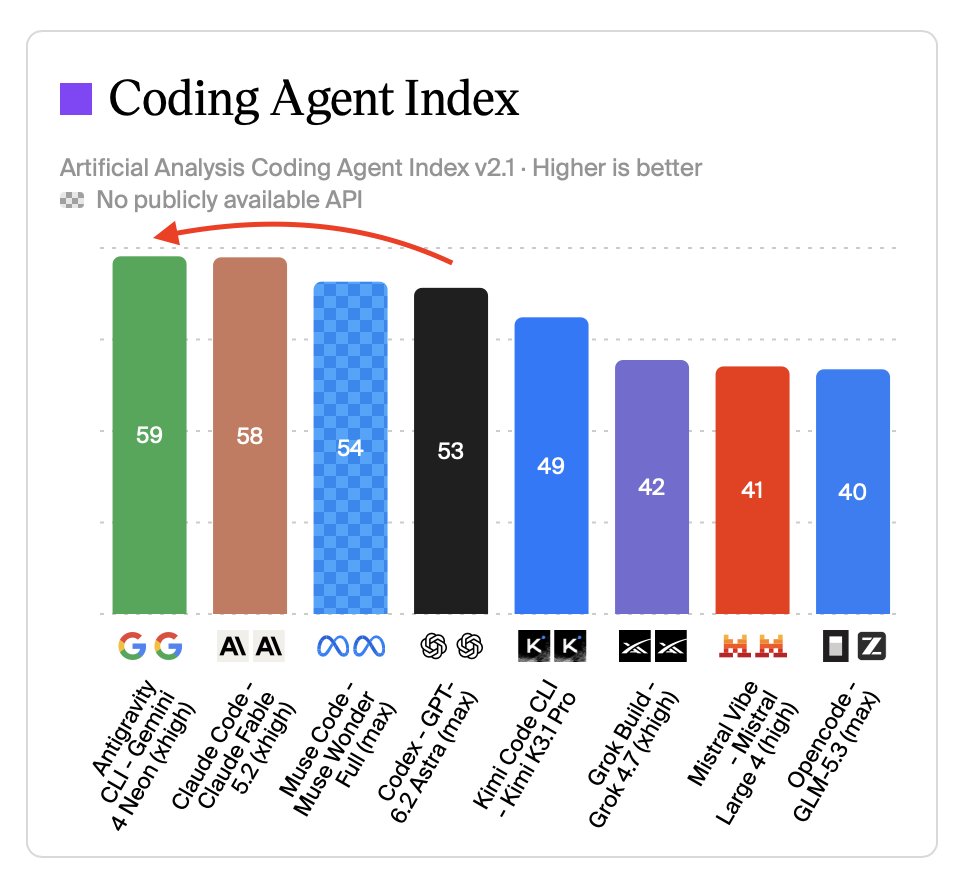 Coding Agent Index
Artificial Analysis Coding Agent Index v2.1 · Higher is better
No publicly available API
59
58
54
53
49
42
41
40
Antigravity
CLI - Gemini
4 Neon (xhigh)
Claude Code -
Claude Fable
5.2 (xhigh)
Muse Code -
Muse Wonder
Full (max)
Codex - GPT-
6.2 Astra (max)
Kimi Code CLI
- Kimi K3.1 Pro
Grok Build -
Grok 4.7 (xhigh)
Mistral Vibe
- Mistral
Large 4 (high)
Opencode -
GLM-5.3 (max)